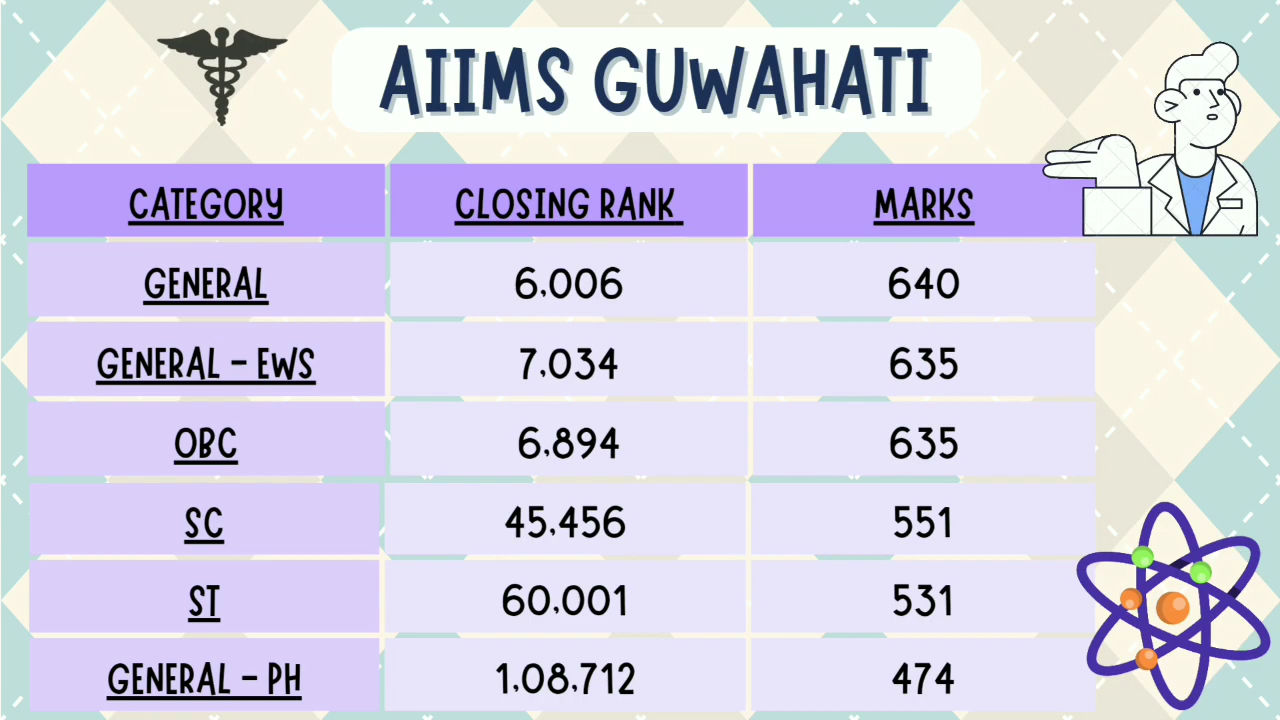 AIIMS GUWAHATI
CATEGORY CLOSING RANK MARKS
GENERAL 6,006 640
GENERAL - EWS 7,034 635
OBC 6,894 635
SC 45,456 551
ST 60,001 531
GENERAL - PH 1,08,712 474